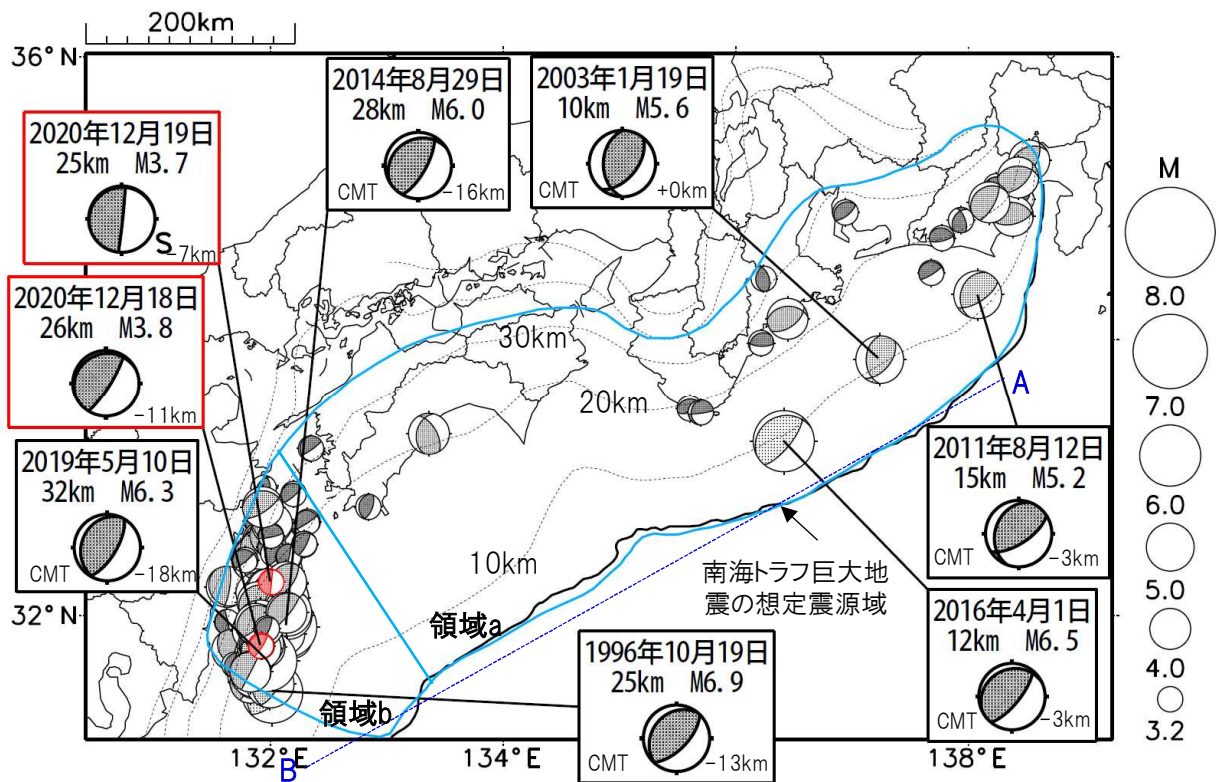 200km
36°N
2014年8月29日
28km M6.0
CMT
-16km
2003年1月19日
10km M5.6
CMT
+0km
2020年12月19日
25km M3.7
S
-7km
2020年12月18日
26km M3.8
-11km
2019年5月10日
32km M6.3
CMT
-18km
30km
20km
10km
A
2011年8月12日
15km M5.2
CMT
-3km
南海トラフ巨大地
震の想定震源域
32°N
領域a
領域b
2016年4月1日
12km M6.5
CMT
-3km
1996年10月19日
25km M6.9
CMT
-13km
B
132°E
134°E
138°E
M
8.0
7.0
6.0
5.0
4.0
3.2